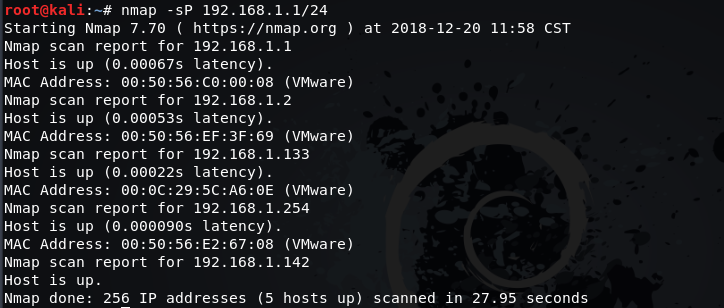 root@kali:~# nmap -sP 192.168.1.1/24
Starting Nmap 7.70 ( https://nmap.org ) at 2018-12-20 11:58 CST
Nmap scan report for 192.168.1.1
Host is up (0.00067s latency).
MAC Address: 00:50:56:C0:00:08 (VMware)
Nmap scan report for 192.168.1.2
Host is up (0.00053s latency).
MAC Address: 00:50:56:EF:3F:69 (VMware)
Nmap scan report for 192.168.1.133
Host is up (0.00022s latency).
MAC Address: 00:0C:29:5C:A6:0E (VMware)
Nmap scan report for 192.168.1.254
Host is up (0.000090s latency).
MAC Address: 00:50:56:E2:67:08 (VMware)
Nmap scan report for 192.168.1.142
Host is up.
Nmap done: 256 IP addresses (5 hosts up) scanned in 27.95 seconds